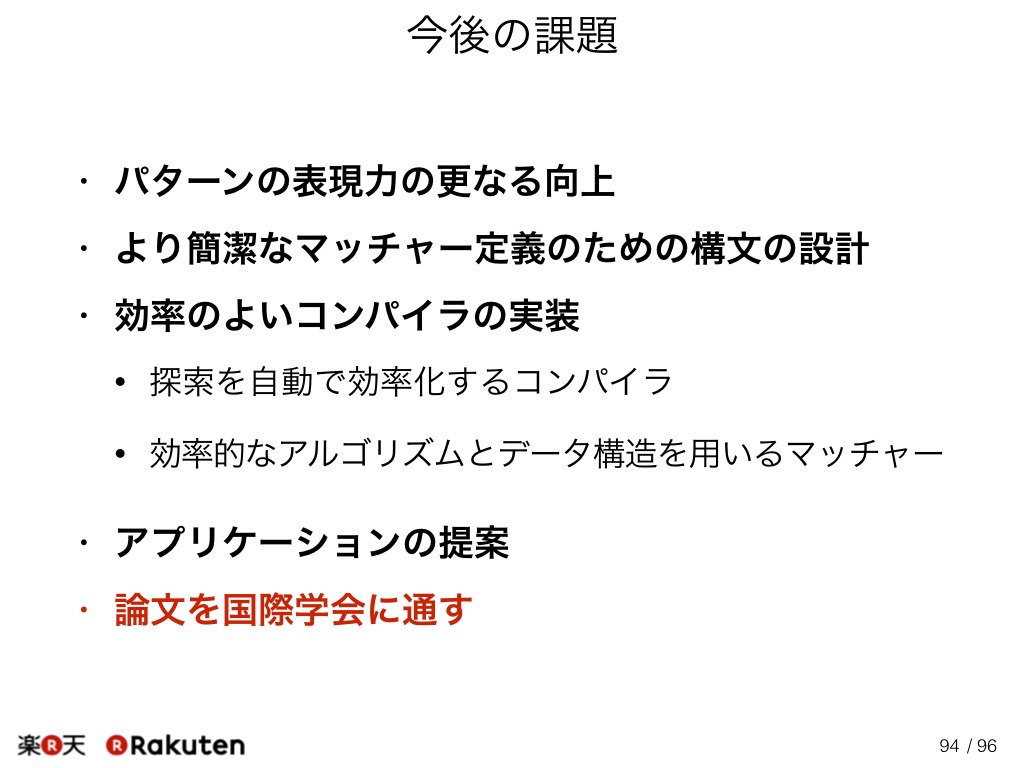 今後の課題
・ パターンの表現力の更なる向上
・ より簡潔なマッチャー定義のための構文の設計
・ 効率のよいコンパイラの実装
• 探索を自動で効率化するコンパイラ
• 効率的なアルゴリズムとデータ構造を用いるマッチャー
・ アプリケーションの提案
・ 論文を国際学会に通す
楽R天 R Rakuten
94 / 96